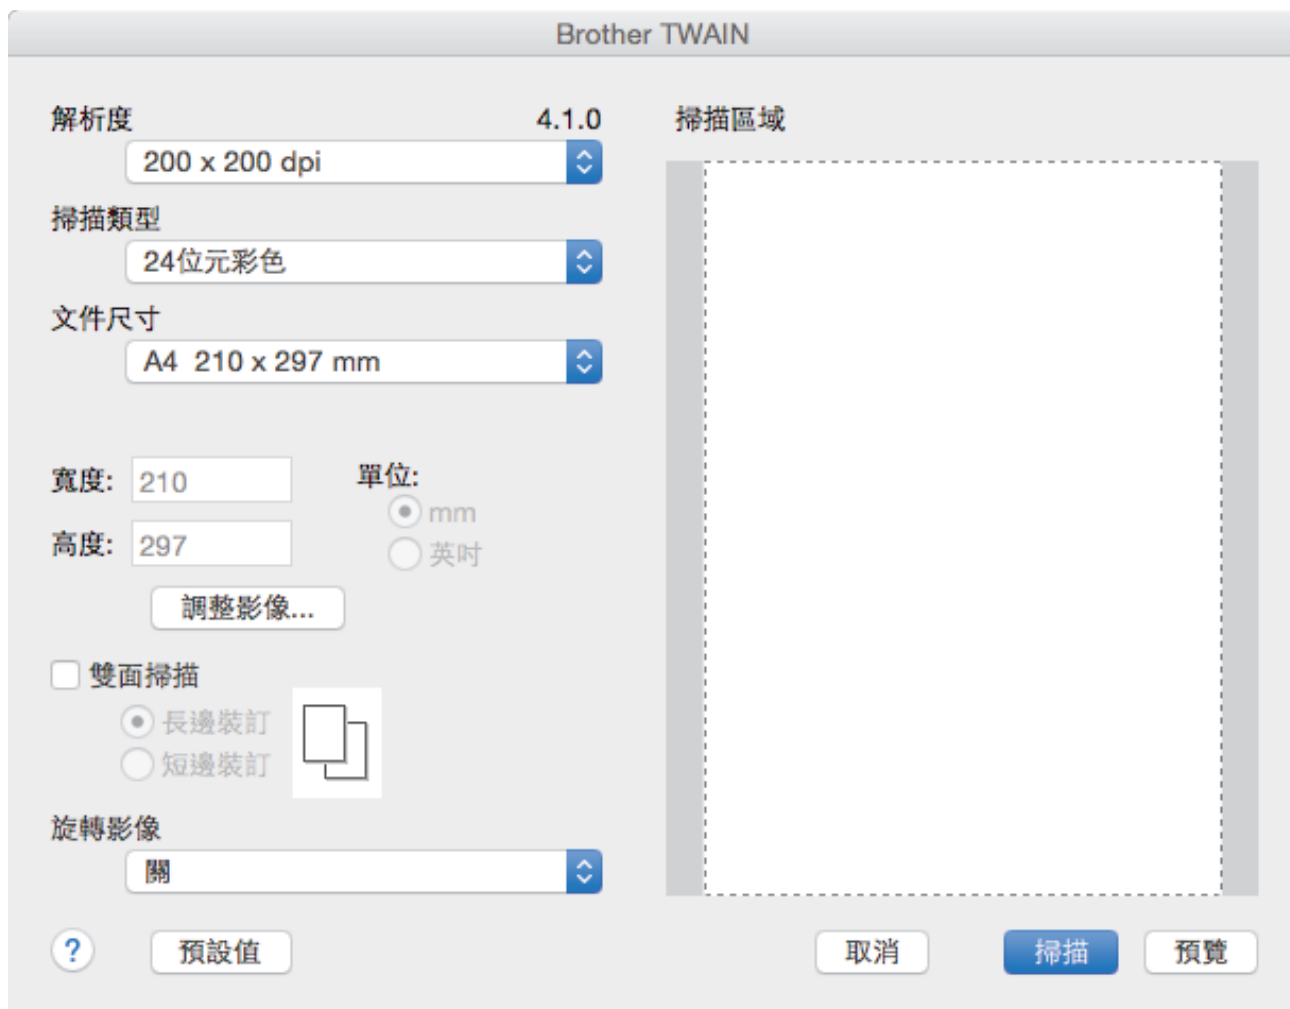 Brother TWAIN
解析度 4.1.0
200 x 200 dpi
掃描類型
24位元彩色
文件尺寸
A4 210 x 297 mm
寬度: 210
高度: 297
單位:
mm
英吋
調整影像...
雙面掃描
長邊裝訂
短邊裝訂
旋轉影像
關
? 預設值
掃描區域
取消 掃描 預覽